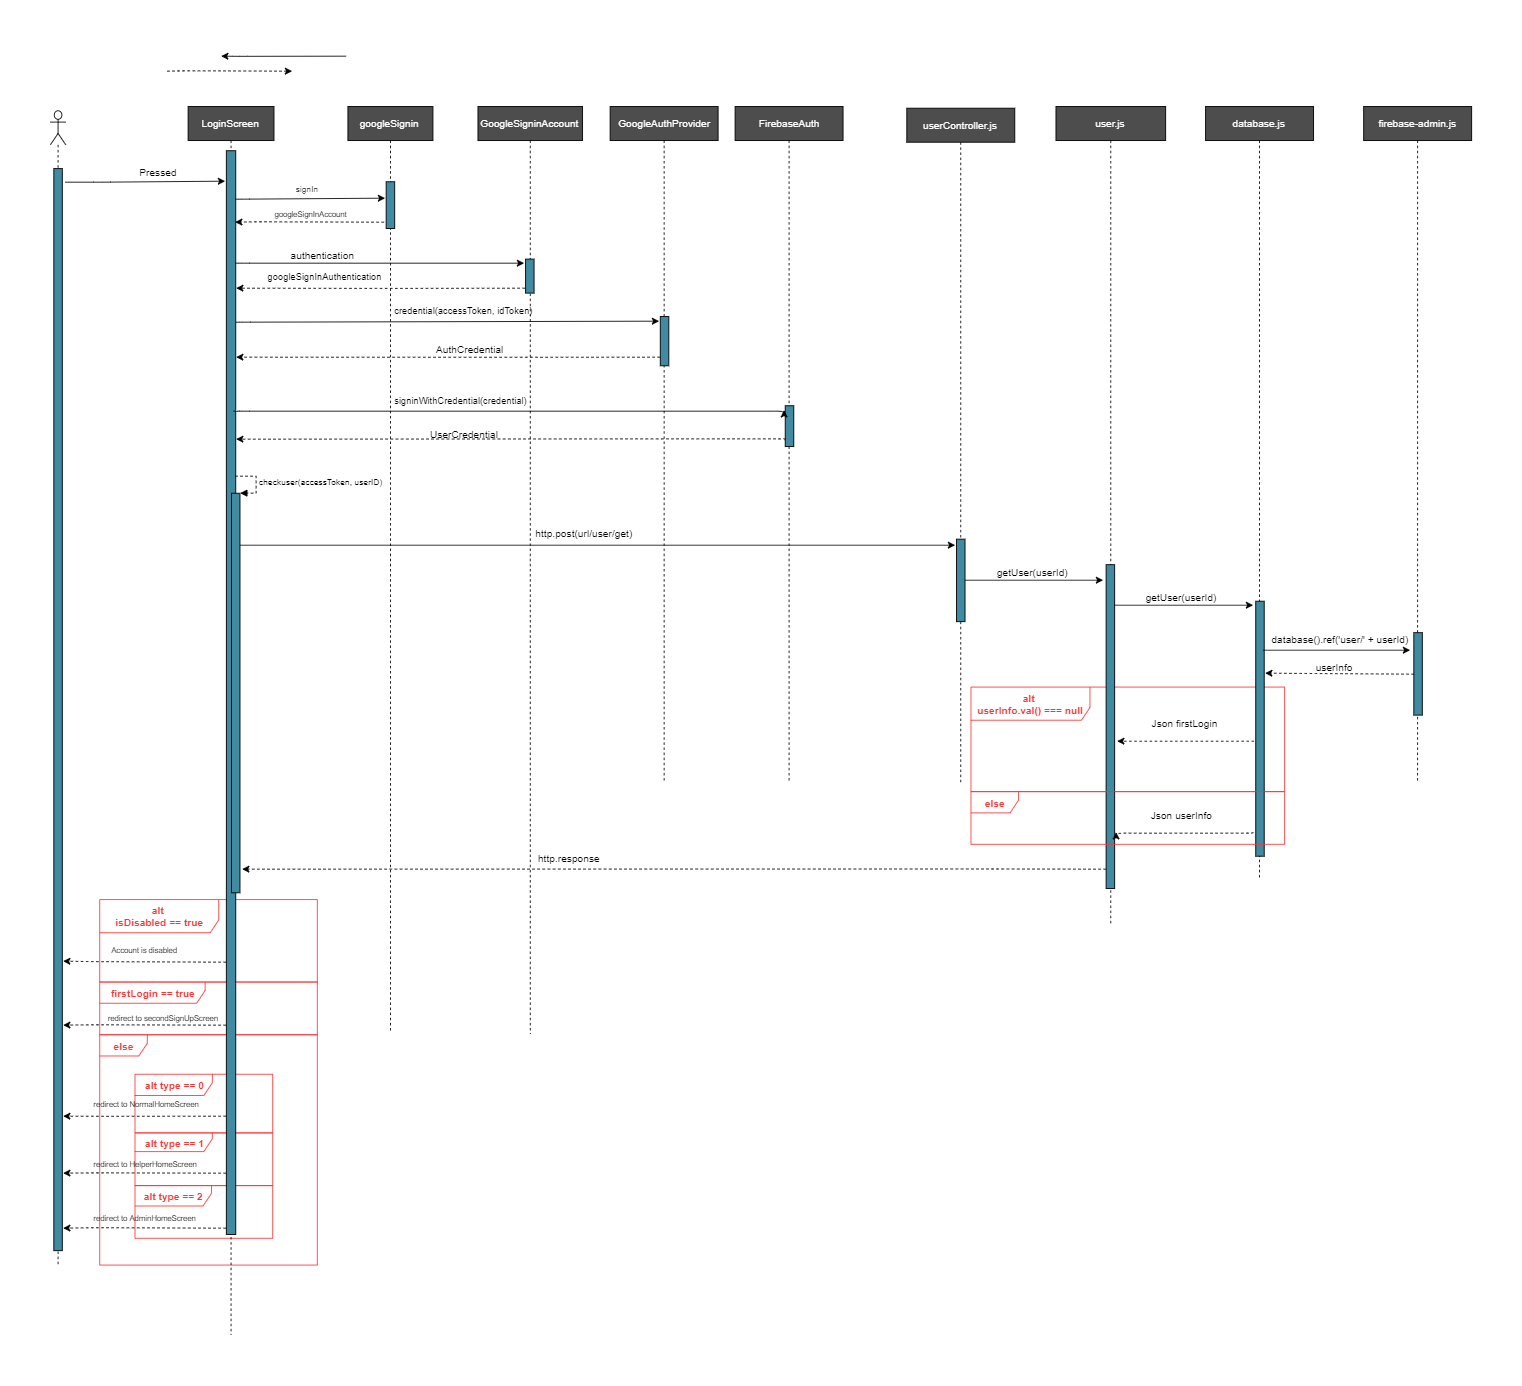 LoginScreen
googleSignin
GoogleSigninAccount
GoogleAuthProvider
FirebaseAuth
userController.js
user.js
database.js
firebase-admin.js
Pressed
signIn
googleSignInAccount
authentication
googleSignInAuthentication
credential(accessToken, idToken)
AuthCredential
signinWithCredential(credential)
UserCredential
checkuser(accessToken, userID)
http.post(url/user/get)
getUser(userId)
getUser(userId)
database().ref('user/' + userId)
userInfo
alt
userInfo.val() === null
Json firstLogin
else
Json userInfo
http.response
alt
isDisabled == true
Account is disabled
firstLogin == true
redirect to secondSignUpScreen
else
alt type == 0
redirect to NormalHomeScreen
alt type == 1
redirect to HelperHomeScreen
alt type == 2
redirect to AdminHomeScreen